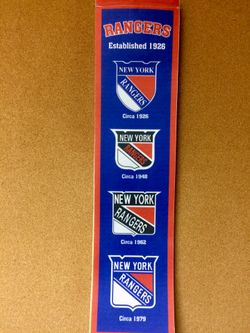 RANGERS
Established 1926
NEW YORK
RANGERS
Circa 1926
NEW YORK
RANGERS
Circa 1948
NEW YORK
RANGERS
Circa 1962
NEW YORK
RANGERS
Circa 1979